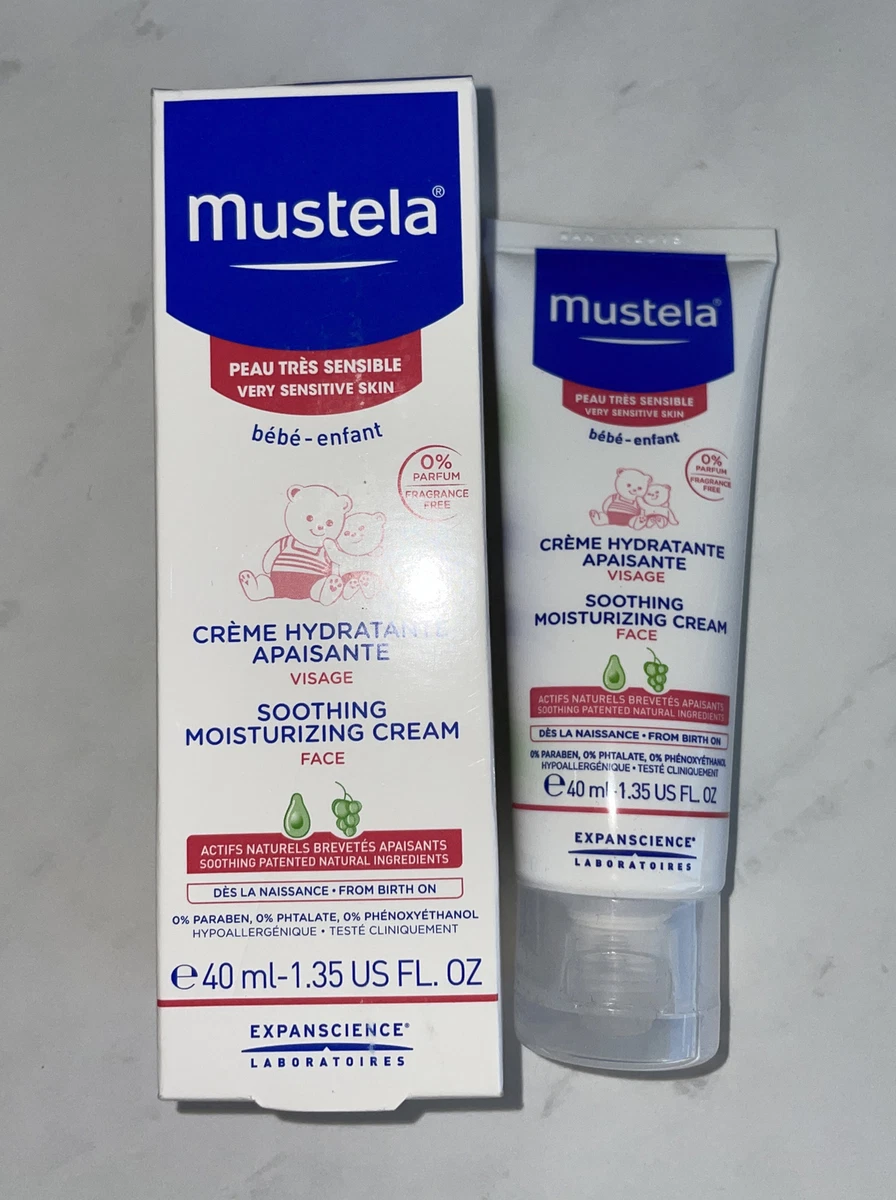 mustela®
PEAU TRÈS SENSIBLE
VERY SENSITIVE SKIN
bébé-enfant
0%
PARFUM
FRAGRANCE
FREE
CRÈME HYDRATANTE
APAISANTE
VISAGE
SOOTHING
MOISTURIZING CREAM
FACE
ACTIFS NATURELS BREVETÉS APAISANTS
SOOTHING PATENTED NATURAL INGREDIENTS
DÈS LA NAISSANCE • FROM BIRTH ON
0% PARABEN, 0% PHTALATE, 0% PHÉNOXYÉTHANOL
HYPOALLERGÉNIQUE • TESTÉ CLINIQUEMENT
℮ 40 ml-1.35 US FL. OZ
EXPANSCIENCE®
LABORATOIRES
mustela®
PEAU TRÈS SENSIBLE
VERY SENSITIVE SKIN
bébé-enfant
0%
PARFUM
FRAGRANCE
FREE
CRÈME HYDRATANTE
APAISANTE
VISAGE
SOOTHING
MOISTURIZING CREAM
FACE
ACTIFS NATURELS BREVETÉS APAISANTS
SOOTHING PATENTED NATURAL INGREDIENTS
DÈS LA NAISSANCE • FROM BIRTH ON
0% PARABEN, 0% PHTALATE, 0% PHÉNOXYÉTHANOL
HYPOALLERGÉNIQUE • TESTÉ CLINIQUEMENT
℮ 40 ml-1.35 US FL. OZ
EXPANSCIENCE®
LABORATOIRES